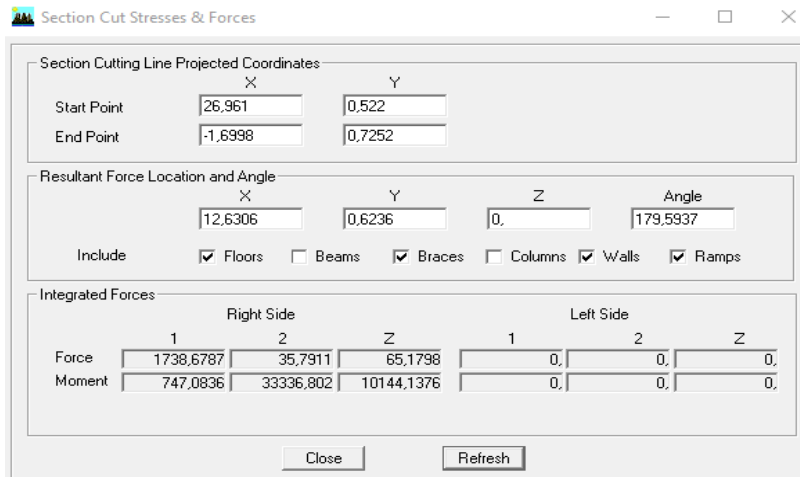 Section Cut Stresses & Forces
Section Cutting Line Projected Coordinates
X Y
Start Point 26,961 0,522
End Point -1,6998 0,7252
Resultant Force Location and Angle
X Y Z Angle
12,6306 0,6236 0, 179,5937
Include Floors Beams Braces Columns Walls Ramps
Integrated Forces
Right Side Left Side
1 2 Z 1 2 Z
Force 1738,6787 35,7911 65,1798 0, 0, 0,
Moment 747,0836 33336,802 10144,1376 0, 0, 0,
Close Refresh